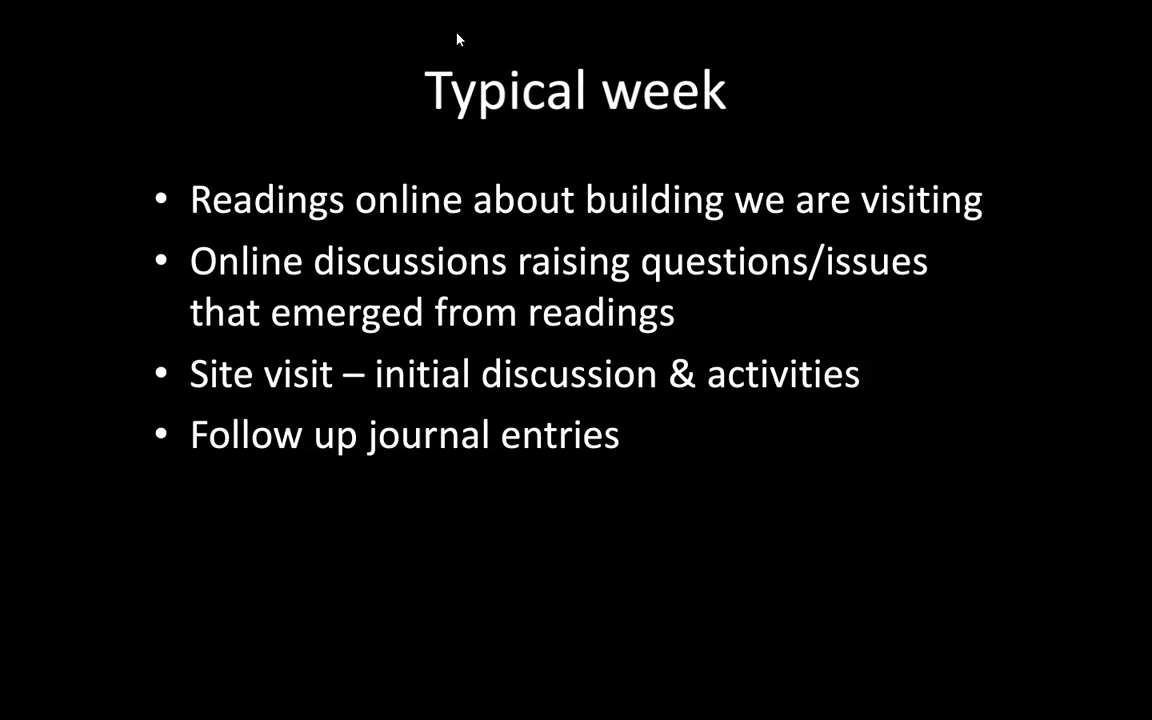 Typical week
• Readings online about building we are visiting
• Online discussions raising questions/issues
that emerged from readings
• Site visit – initial discussion & activities
• Follow up journal entries